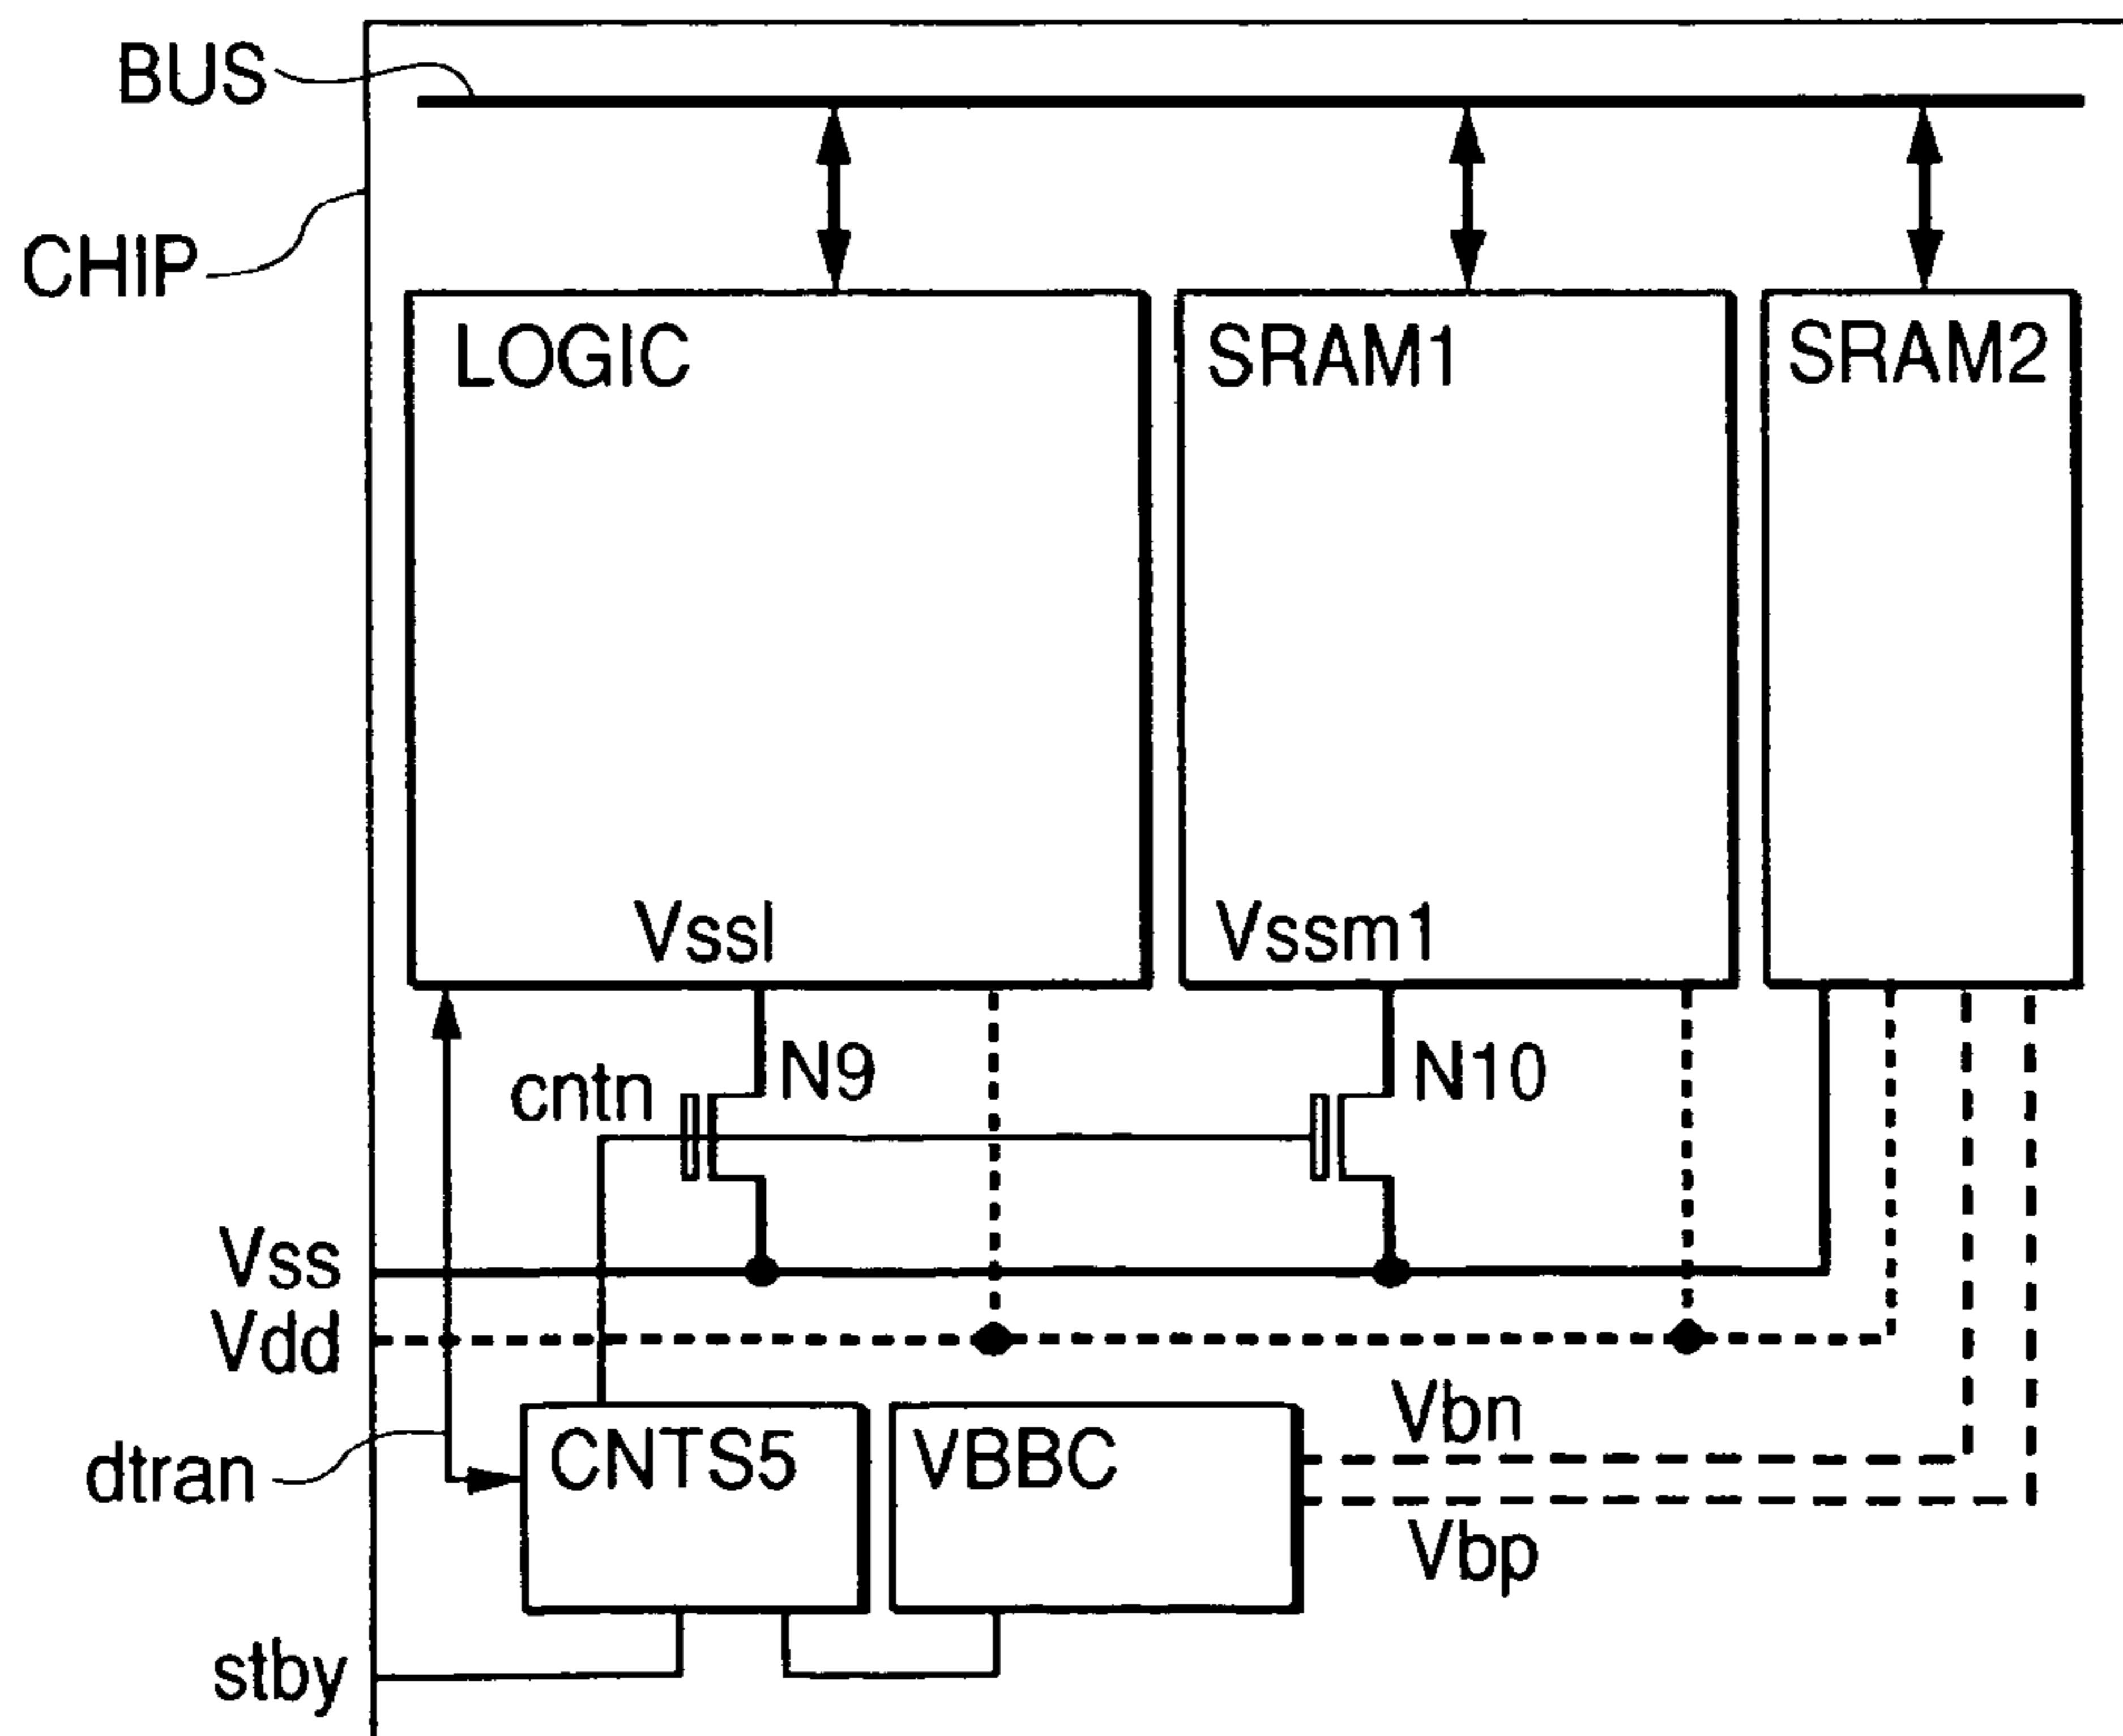 BUS
CHIP
LOGIC
SRAM1
SRAM2
Vssl
Vssm1
cntn
N9
N10
Vss
Vdd
dtran
CNTS5
VBBC
Vbn
Vbp
stby